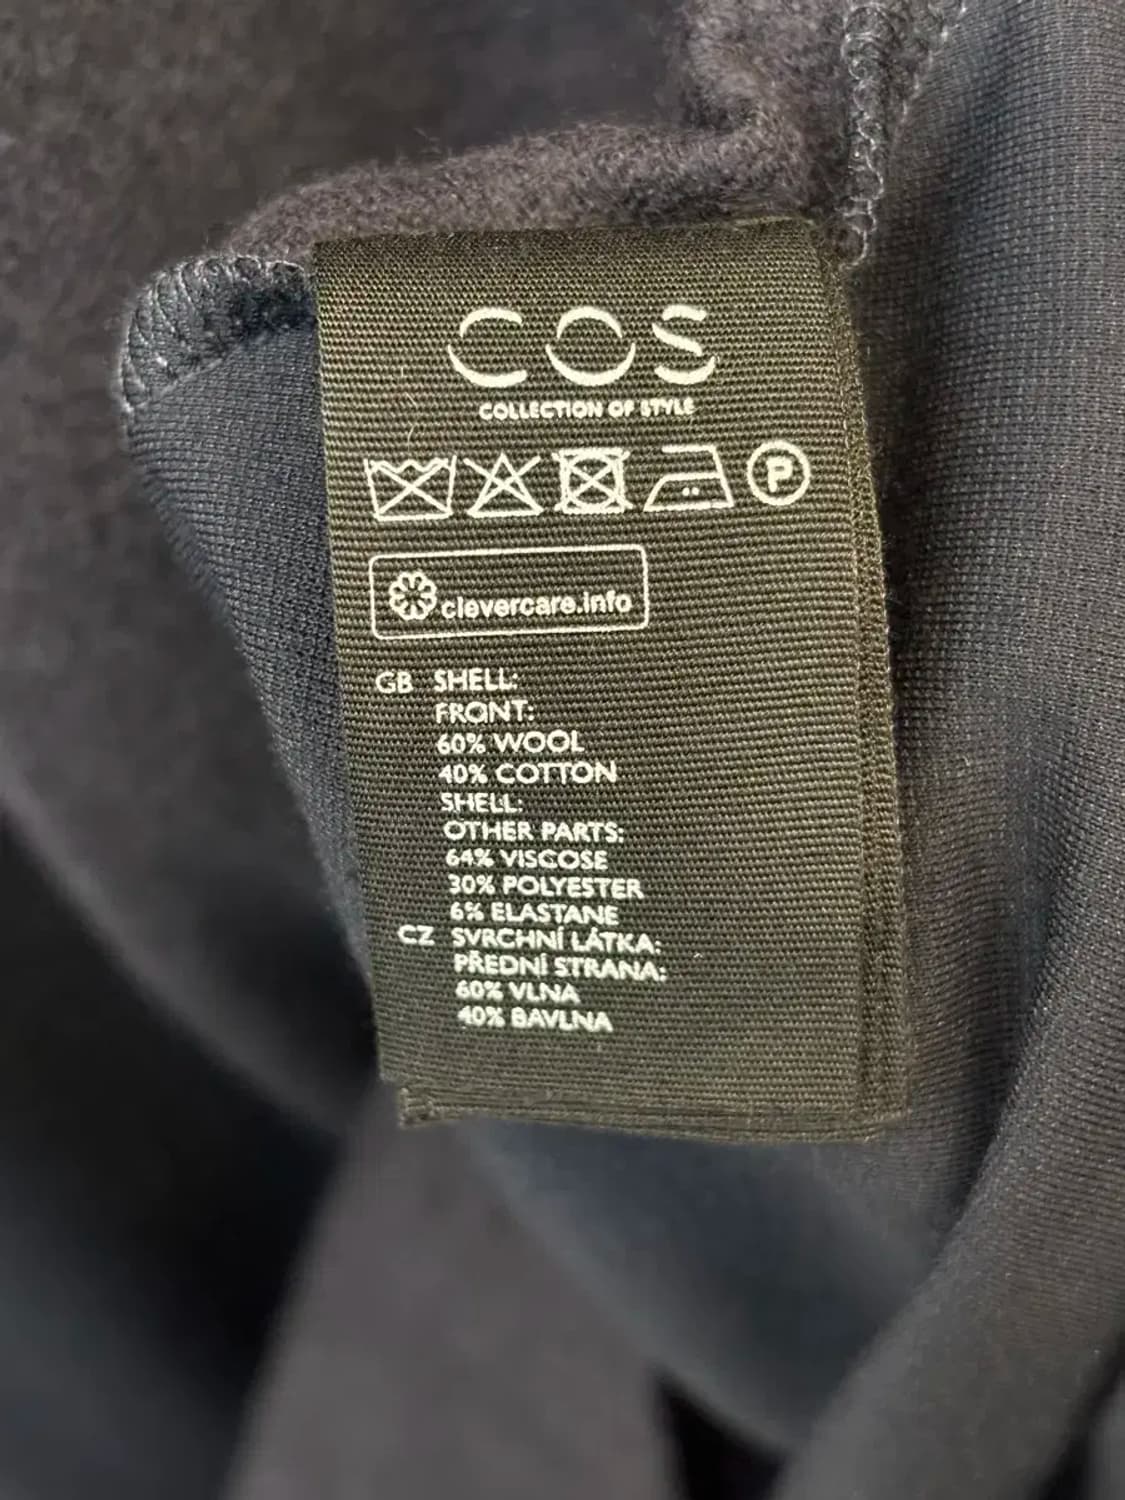 COS
COLLECTION OF STYLE
P
clevercare.info
GB SHELL:
FRONT:
60% WOOL
40% COTTON
SHELL:
OTHER PARTS:
64% VISCOSE
30% POLYESTER
6% ELASTANE
CZ SVRCHNÍ LÁTKA:
PŘEDNÍ STRANA:
60% VLNA
40% BAVLNA